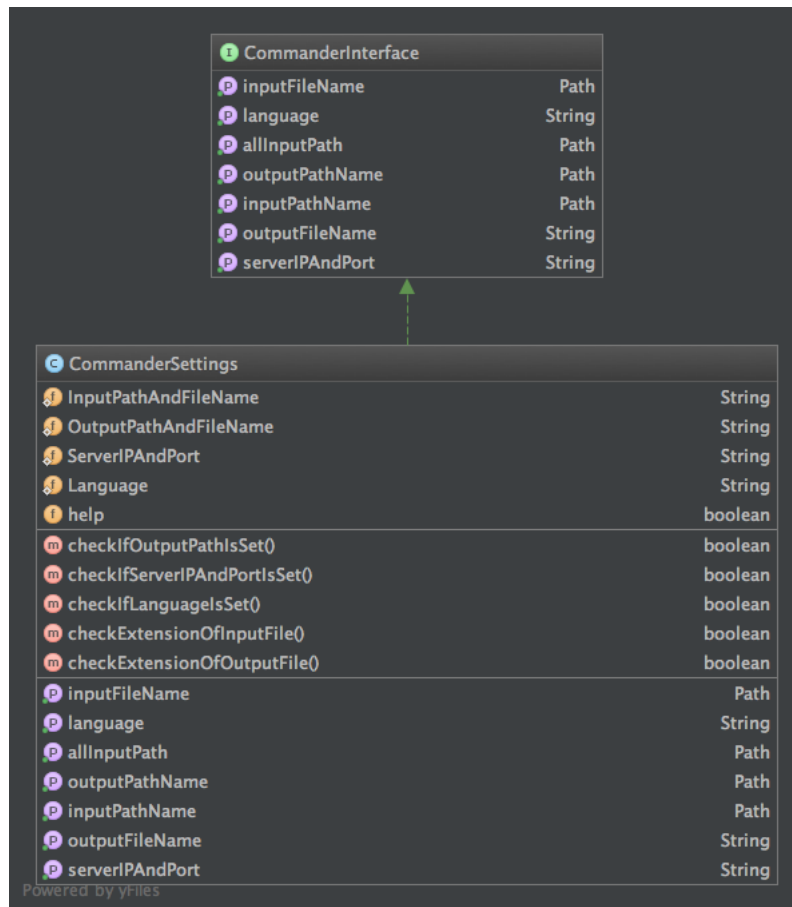 CommanderInterface
inputFileName Path
language String
allInputPath Path
outputPathName Path
inputPathName Path
outputFileName String
serverIPAndPort String
CommanderSettings
InputPathAndFileName String
OutputPathAndFileName String
ServerIPAndPort String
Language String
help boolean
checkIfOutputPathIsSet() boolean
checkIfServerIPAndPortIsSet() boolean
checkIfLanguageIsSet() boolean
checkExtensionOfInputFile() boolean
checkExtensionOfOutputFile() boolean
inputFileName Path
language String
allInputPath Path
outputPathName Path
inputPathName Path
outputFileName String
serverIPAndPort String
Powered by yFiles